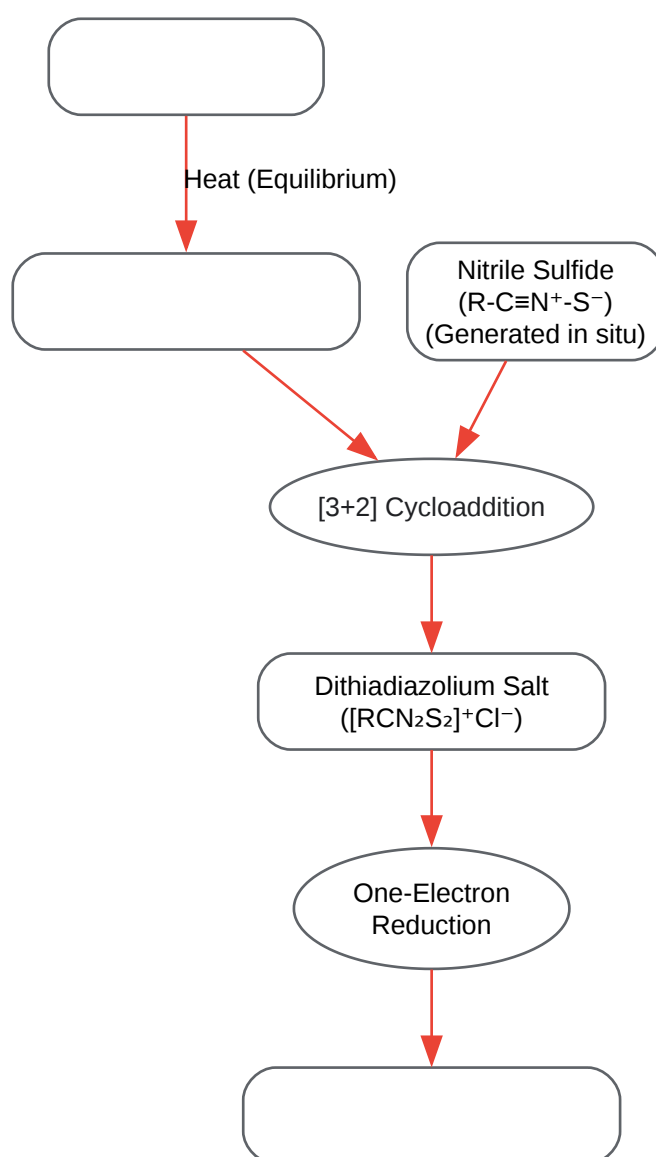 Heat (Equilibrium)
Nitrile Sulfide
(R-C≡N⁺-S⁻)
(Generated in situ)
[3+2] Cycloaddition
Dithiadiazolium Salt
([RCN₂S₂]⁺Cl⁻)
One-Electron
Reduction